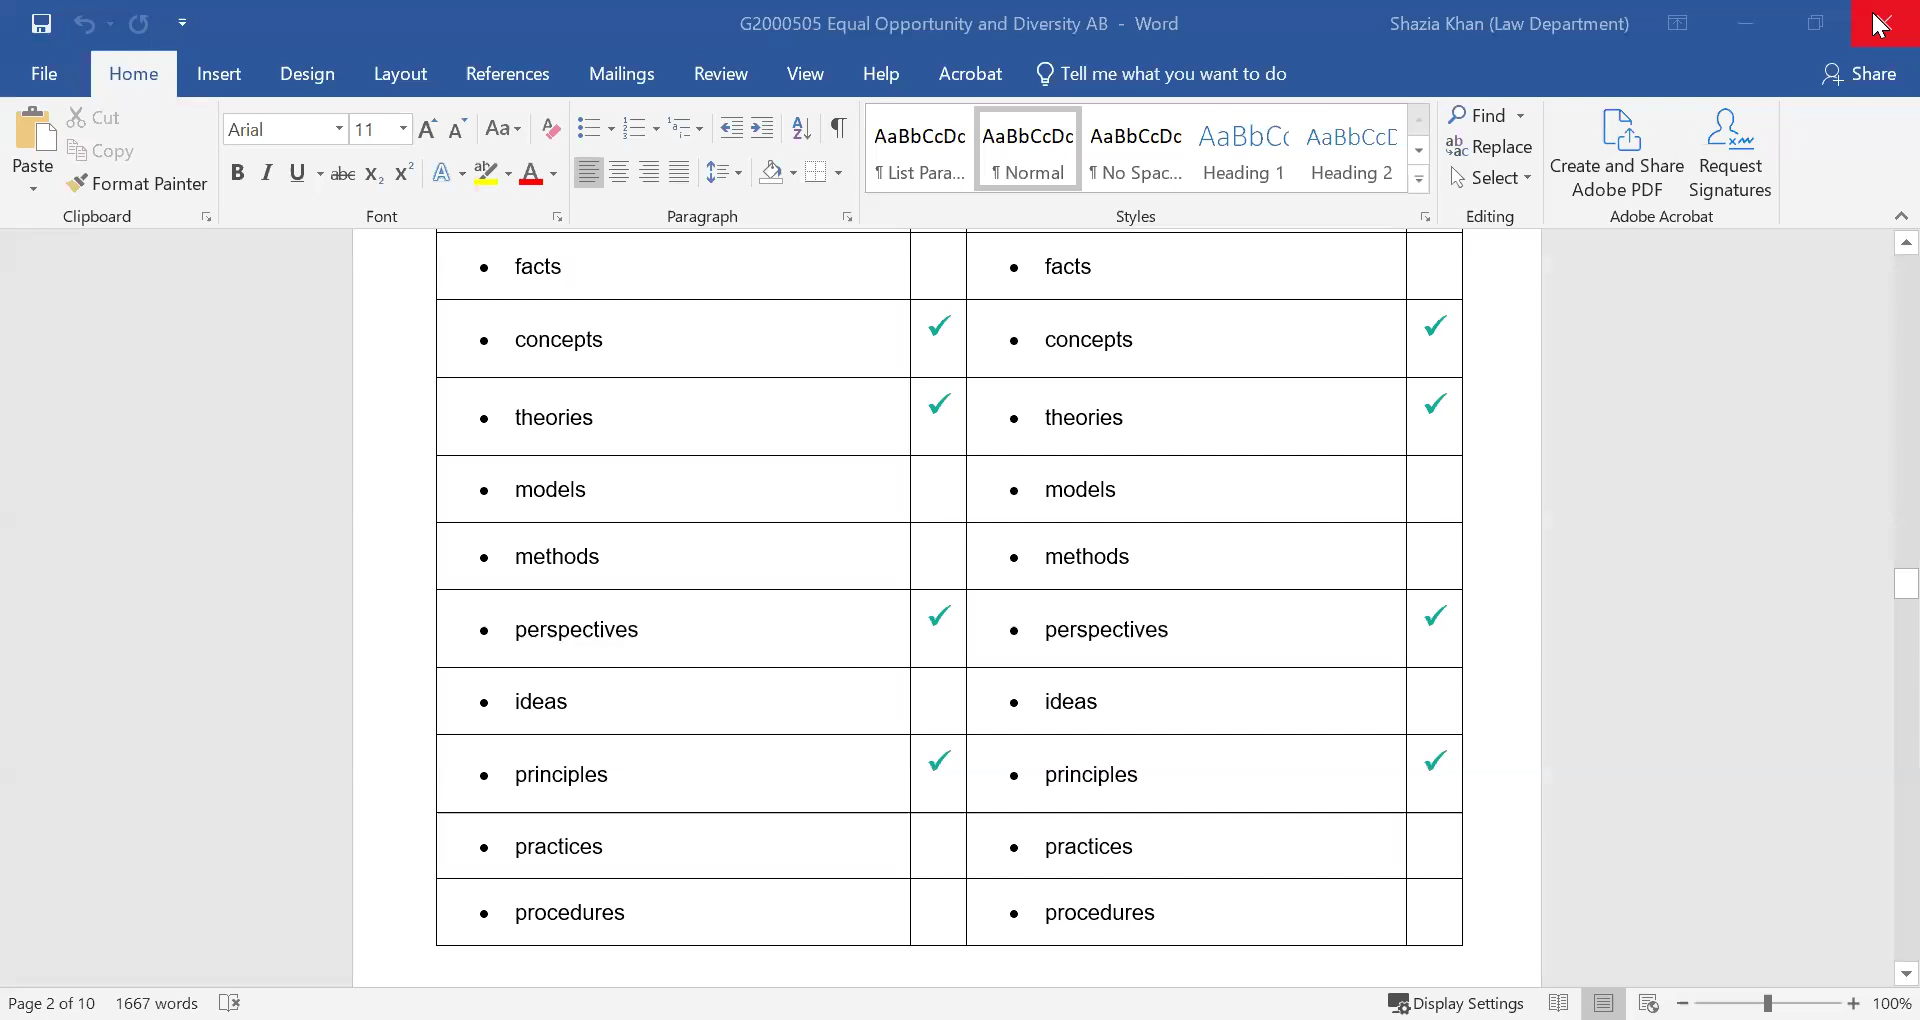 G2000505 Equal Opportunity and Diversity AB - Word
Shazia Khan (Law Department)
File Home Insert Design Layout References Mailings Review View Help Acrobat Tell me what you want to do Share
Paste
Cut
Copy
Format Painter
Clipboard
Arial 11
Font
Paragraph
AaBbCcDc AaBbCcDc AaBbCcDc AaBbCc AaBbCcD
¶ List Para... ¶ Normal ¶ No Spac... Heading 1 Heading 2
Styles
Find
Replace
Select
Editing
Create and Share Adobe PDF
Request Signatures
Adobe Acrobat
• facts ​• facts
• concepts ✓ • concepts ✓
• theories ✓ • theories ✓
• models • models
• methods • methods
• perspectives ✓ • perspectives ✓
• ideas • ideas
• principles ✓ • principles ✓
• practices • practices
• procedures • procedures
Page 2 of 10 1667 words Display Settings 100%